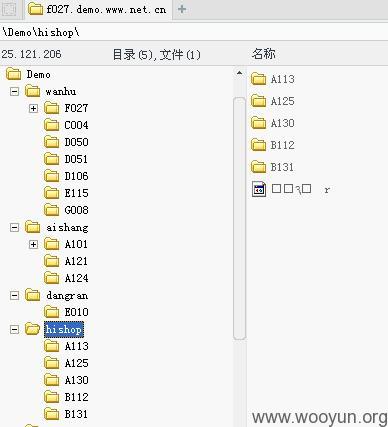 f027.demo.www.net.cn
\Demo\hishop\
25.121.206 目录(5),文件(1) 名称
Demo
wanhu
F027
C004
D050
D051
D106
E115
G008
aishang
A101
A121
A124
dangran
E010
hishop
A113
A125
A130
B112
B131
A113
A125
A130
B112
B131
www.wooyun.org